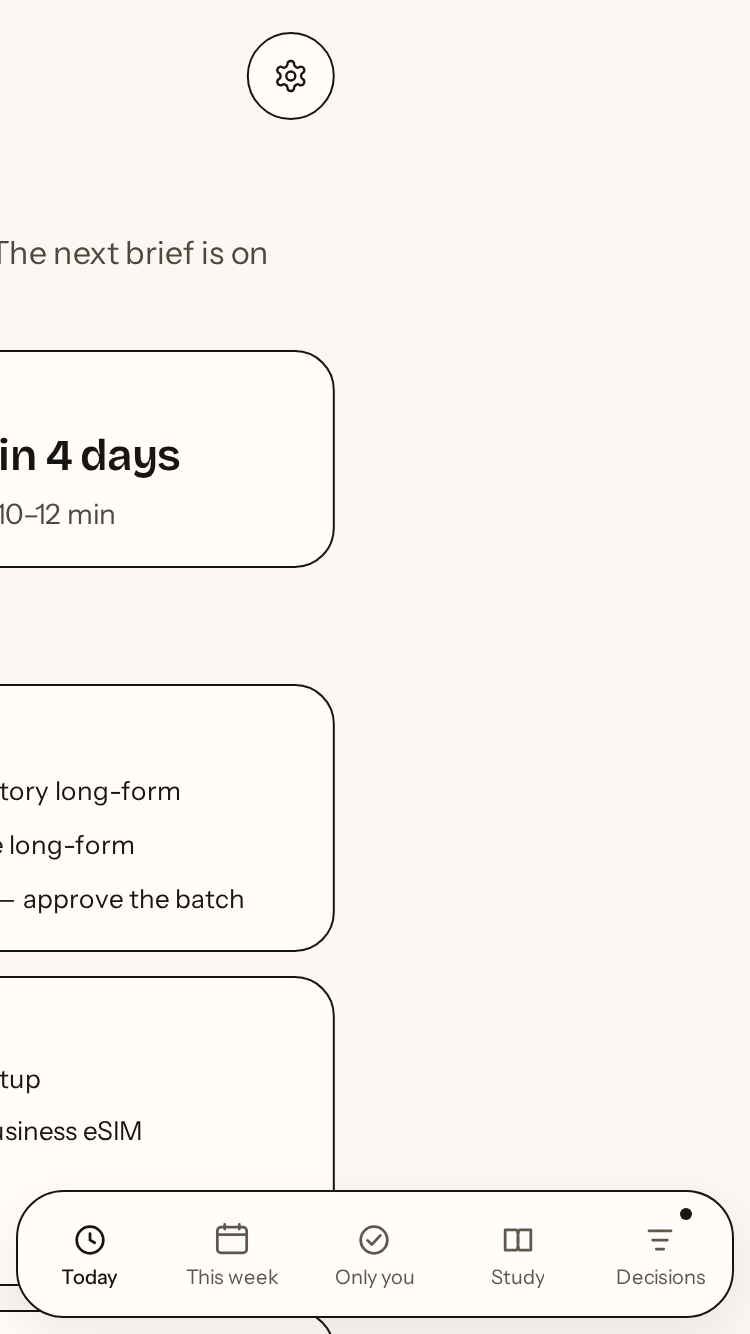 The next brief is on
in 4 days
10–12 min
tory long-form
long-form
— approve the batch
tup
usiness eSIM
Today
This week
Only you
Study
Decisions